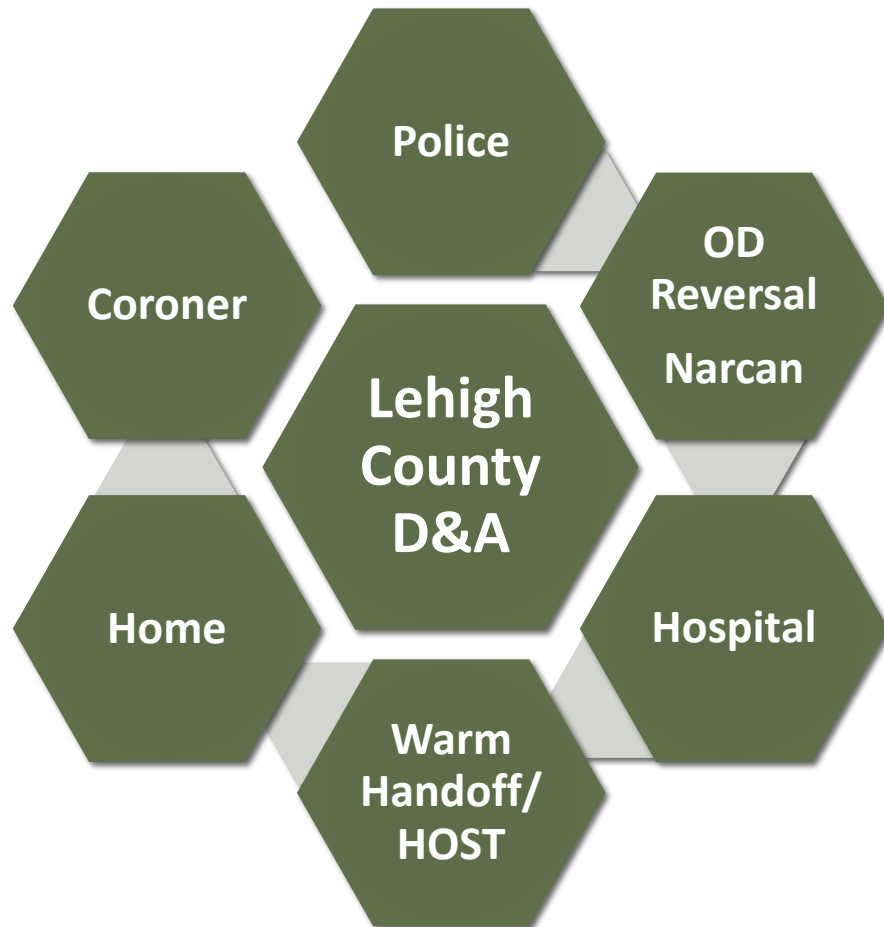 Police
OD
Reversal
Narcan
Coroner
Lehigh
County
D&A
Home
Hospital
Warm
Handoff/
HOST